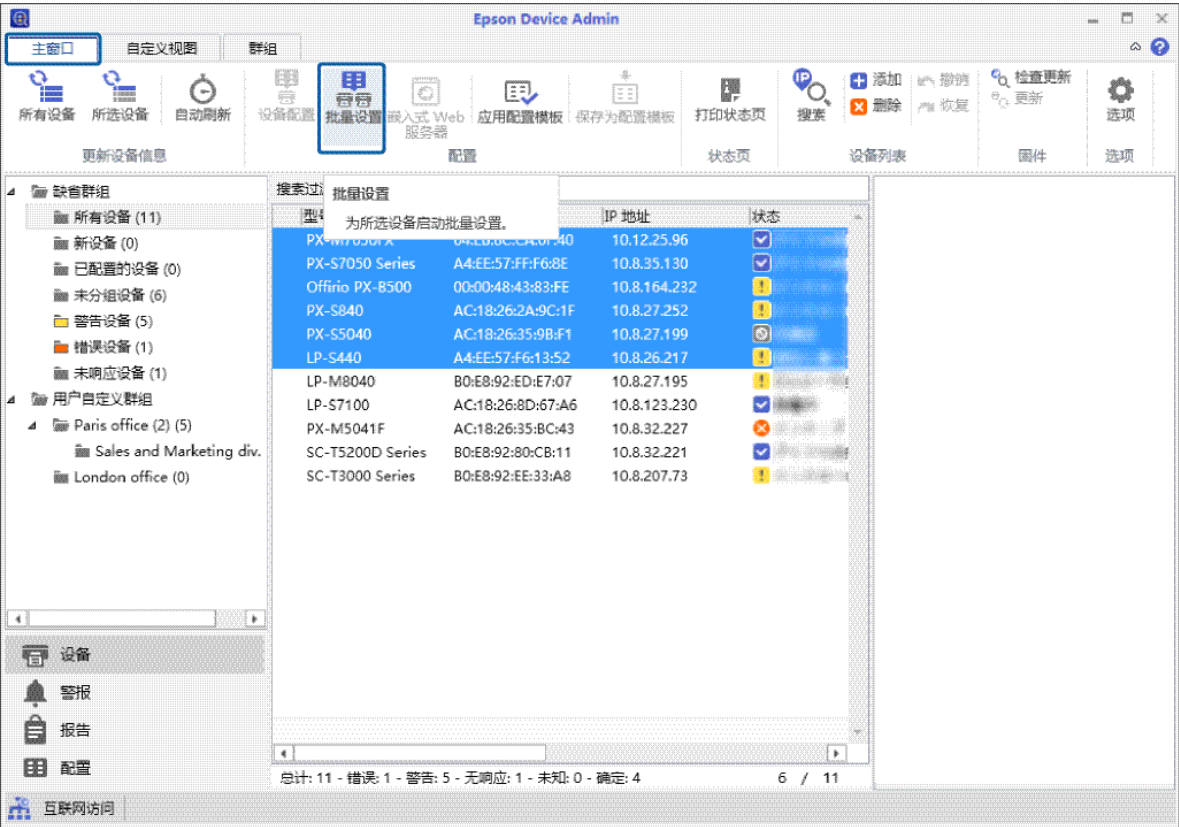 Epson Device Admin
主窗口 自定义视图 群组
所有设备 所选设备 自动刷新 设备配置 批量设置 嵌入式 Web 服务器 应用配置模板 保存为配置模板 打印状态页 IP 搜索 添加 删除 撤销 恢复 检查更新 更新 选项
更新设备信息 配置 状态页 设备列表 固件 选项
缺省群组
所有设备 (11)
新设备 (0)
已配置的设备 (0)
未分组设备 (6)
警告设备 (5)
错误设备 (1)
未响应设备 (1)
用户自定义群组
Paris office (2) (5)
Sales and Marketing div.
London office (0)
设备
警报
报告
配置
搜索过
批量设置
为所选设备启动批量设置。
IP 地址 状态
10.12.25.96
PX-S7050 Series A4:EE:57:FF:F6:8E 10.8.35.130
Offirio PX-B500 00:00:48:43:83:FE 10.8.164.232
PX-S840 AC:18:26:2A:9C:1F 10.8.27.252
PX-S5040 AC:18:26:35:9B:F1 10.8.27.199
LP-S440 A4:EE:57:F6:13:52 10.8.26.217
LP-M8040 B0:E8:92:ED:E7:07 10.8.27.195
LP-S7100 AC:18:26:8D:67:A6 10.8.123.230
PX-M5041F AC:18:26:35:BC:43 10.8.32.227
SC-T5200D Series B0:E8:92:80:CB:11 10.8.32.221
SC-T3000 Series B0:E8:92:EE:33:A8 10.8.207.73
总计: 11 - 错误: 1 - 警告: 5 - 无响应: 1 - 未知: 0 - 确定: 4 6 / 11
互联网访问